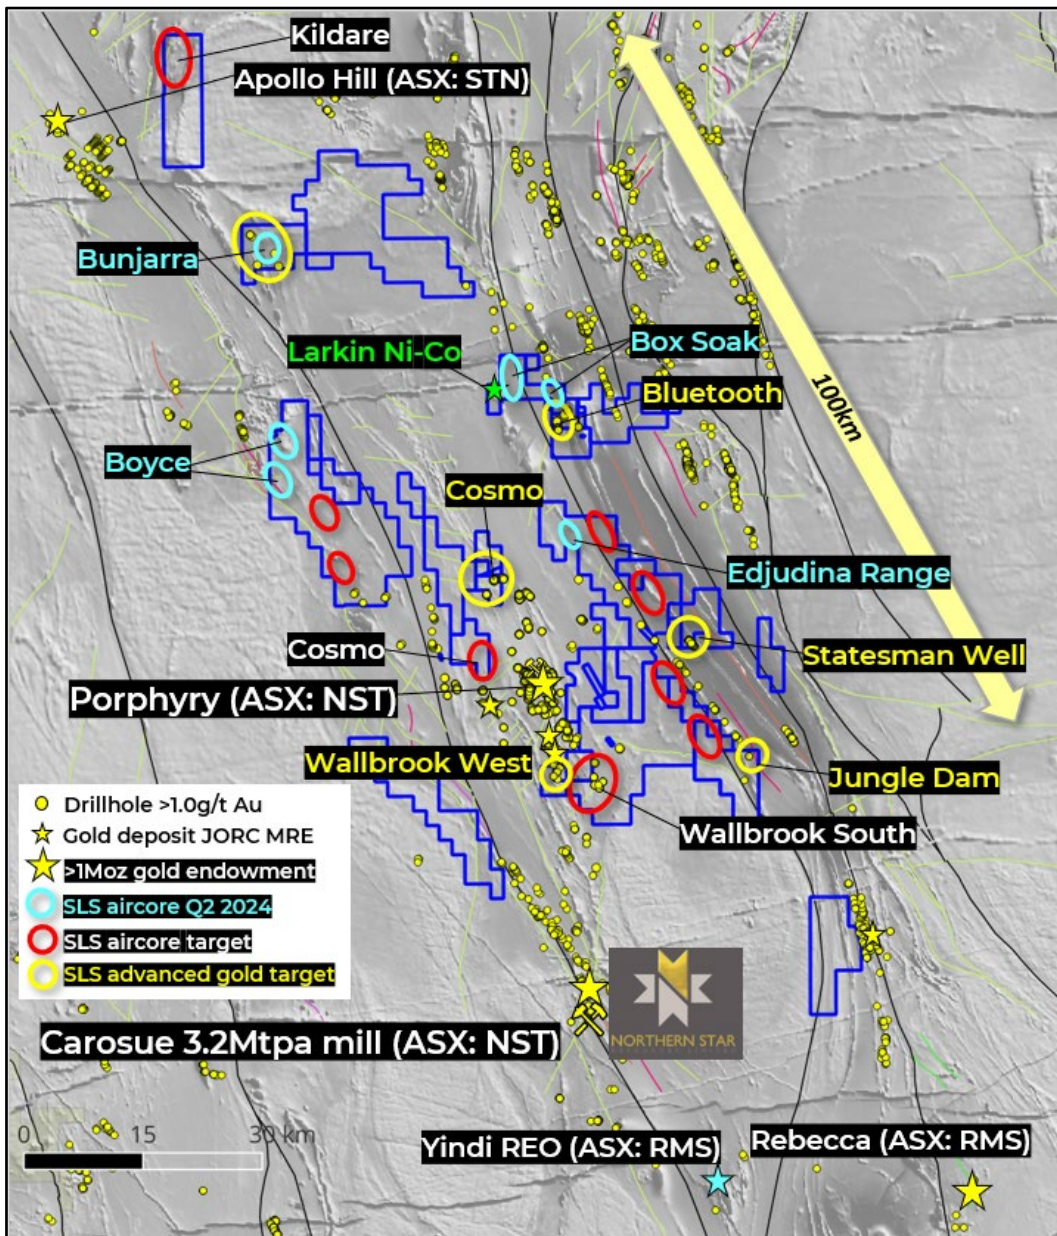 Kildare
Apollo Hill (ASX: STN)
Bunjarra
Larkin Ni-Co
Box Soak
Bluetooth
100km
Boyce
Cosmo
Edjudina Range
Cosmo
Statesman Well
Porphyry (ASX: NST)
Wallbrook West
Jungle Dam
Wallbrook South
Drillhole >1.0g/t Au
Gold deposit JORC MRE
>1Moz gold endowment
SLS aircore Q2 2024
SLS aircore target
SLS advanced gold target
NORTHERN STAR
Carosue 3.2Mtpa mill (ASX: NST)
0 15 30 km
Yindi REO (ASX: RMS)
Rebecca (ASX: RMS)